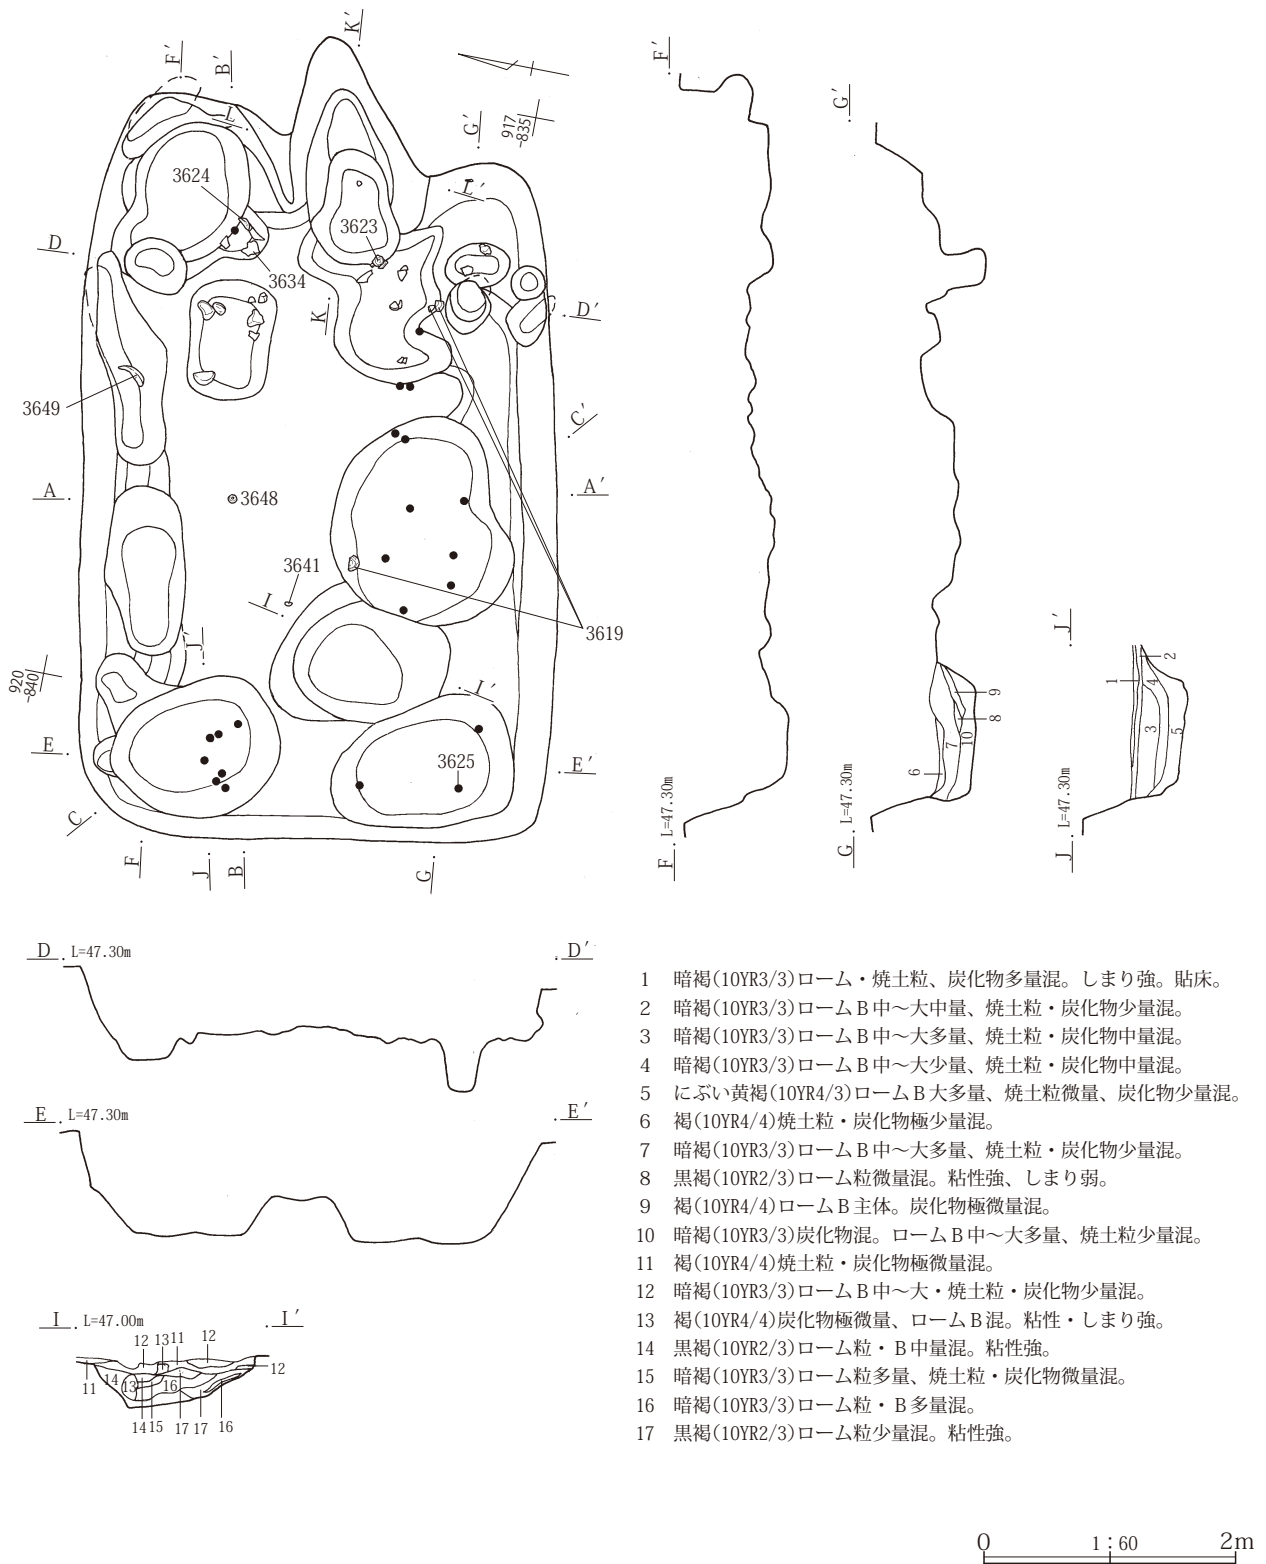 K′
F′
B′
L
G′
917
-835
L′
3624
3623
D
3634
K
D′
3649
C′
A
3648
A′
3641
I
3619
J′
920
-840
I′
E
3625
E′
C
F
J
B
G
F′
G′
F L=47.30m
G L=47.30m
9
8
7
10
6
J′
1
2
4
3
5
J L=47.30m
D L=47.30m D′
E L=47.30m E′
I L=47.00m I′
12 13 11 12
12
11 14 13 16
14 15 17 17 16
1 暗褐(10YR3/3)ローム・焼土粒、炭化物多量混。しまり強。貼床。
2 暗褐(10YR3/3)ロームB中～大中量、焼土粒・炭化物少量混。
3 暗褐(10YR3/3)ロームB中～大多量、焼土粒・炭化物中量混。
4 暗褐(10YR3/3)ロームB中～大少量、焼土粒・炭化物中量混。
5 にぶい黄褐(10YR4/3)ロームB大多量、焼土粒微量、炭化物少量混。
6 褐(10YR4/4)焼土粒・炭化物極少量混。
7 暗褐(10YR3/3)ロームB中～大多量、焼土粒・炭化物少量混。
8 黒褐(10YR2/3)ローム粒微量混。粘性強、しまり弱。
9 褐(10YR4/4)ロームB主体。炭化物極微量混。
10 暗褐(10YR3/3)炭化物混。ロームB中～大多量、焼土粒少量混。
11 褐(10YR4/4)焼土粒・炭化物極微量混。
12 暗褐(10YR3/3)ロームB中～大・焼土粒・炭化物少量混。
13 褐(10YR4/4)炭化物極微量、ロームB混。粘性・しまり強。
14 黒褐(10YR2/3)ローム粒・B中量混。粘性強。
15 暗褐(10YR3/3)ローム粒多量、焼土粒・炭化物微量混。
16 暗褐(10YR3/3)ローム粒・B多量混。
17 黒褐(10YR2/3)ローム粒少量混。粘性強。
0 1:60 2m